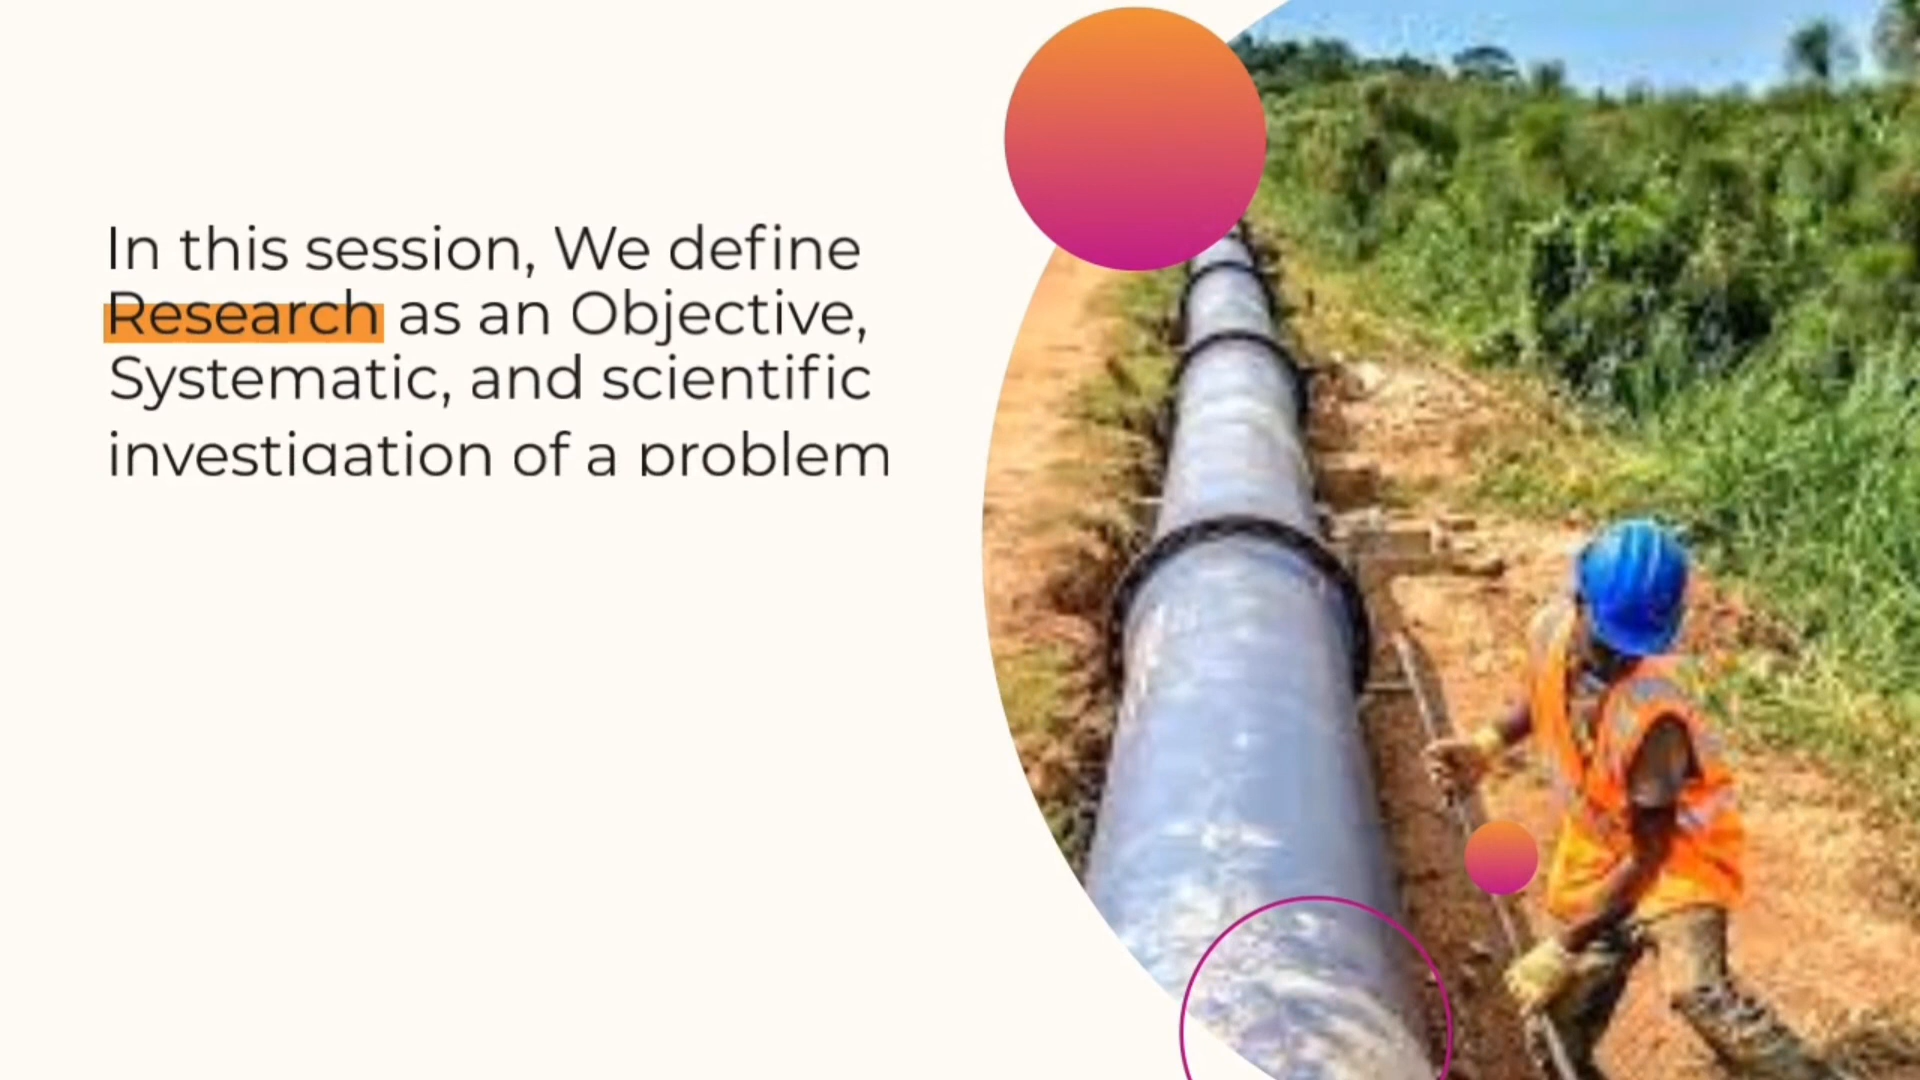 In this session, We define
Research as an Objective,
Systematic, and scientific
investigation of a problem